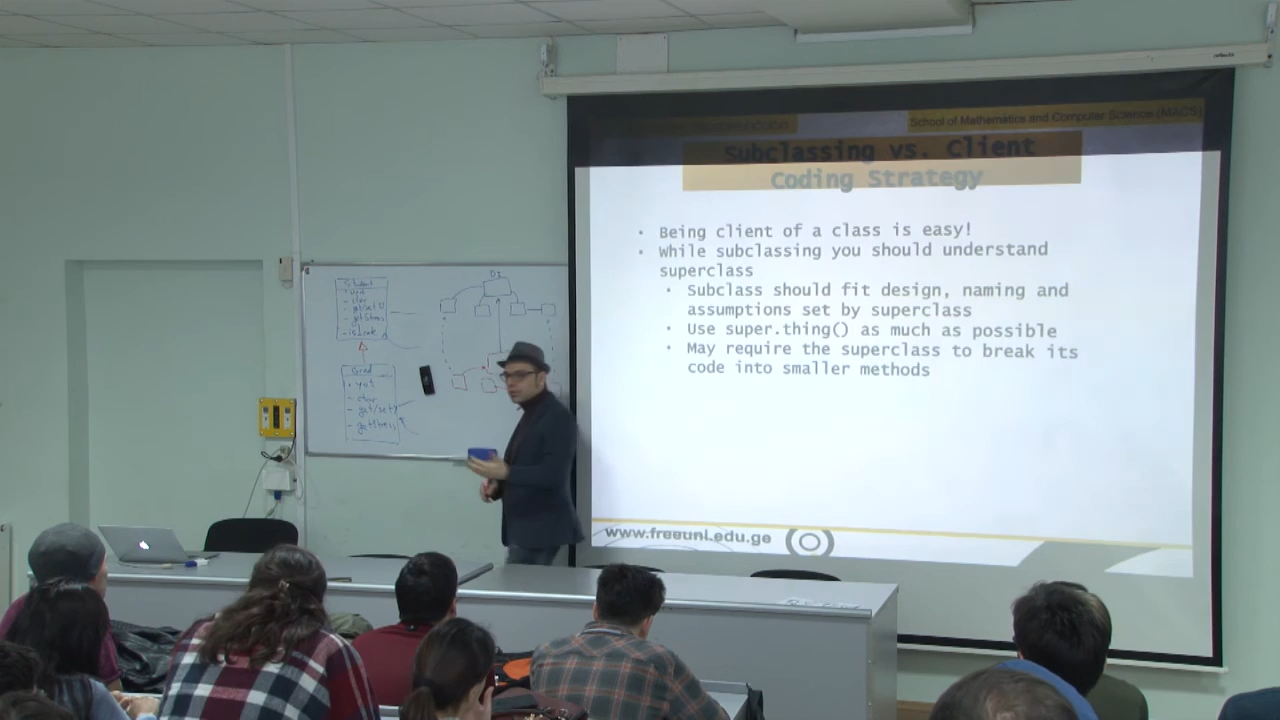 School of Mathematics and Computer Science (MACS)
Subclassing vs. Client
Coding Strategy
• Being client of a class is easy!
• While subclassing you should understand
superclass
• Subclass should fit design, naming and
assumptions set by superclass
• Use super.thing() as much as possible
• May require the superclass to break its
code into smaller methods
www.freeuni.edu.ge
Student
Grad